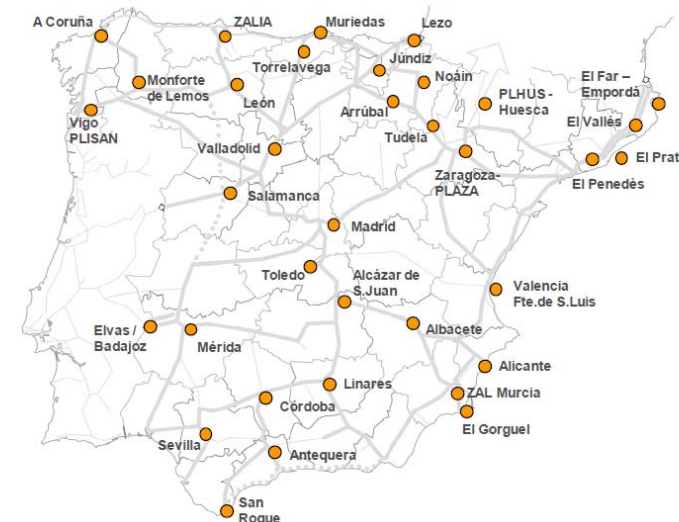 A Coruña
ZALIA
Muriedas
Lezo
Torrelavega
Júndiz
Monforte
de Lemos
León
Noáin
PLHUS -
Huesca
El Far –
Empordà
Vigo
PLISAN
Arrúbal
Tudela
El Vallés
Valladolid
Zaragoza-
PLAZA
El Prat
El Penedès
Salamanca
Madrid
Toledo
Alcázar de
S.Juan
Valencia
Fte.de S.Luis
Elvas /
Badajoz
Mérida
Albacete
Alicante
Linares
ZAL Murcia
Córdoba
El Gorguel
Sevilla
Antequera
San
Roque